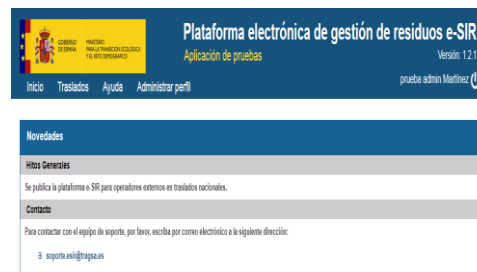 GOBIERNO
DE ESPAÑA
MINISTERIO
PARA LA TRANSICIÓN ECOLÓGICA
Y EL RETO DEMOGRÁFICO
Plataforma electrónica de gestión de residuos e-SIR
Aplicación de pruebas
Versión: 1.2.1
prueba admin Martínez
Inicio Traslados Ayuda Administrar perfil
Novedades
Hitos Generales
Se publica la plataforma e-SIR para operadores externos en traslados nacionales.
Contacto
Para contactar con el equipo de soporte, por favor, escriba por correo electrónico a la siguiente dirección:
soporte.esir@tragsa.es